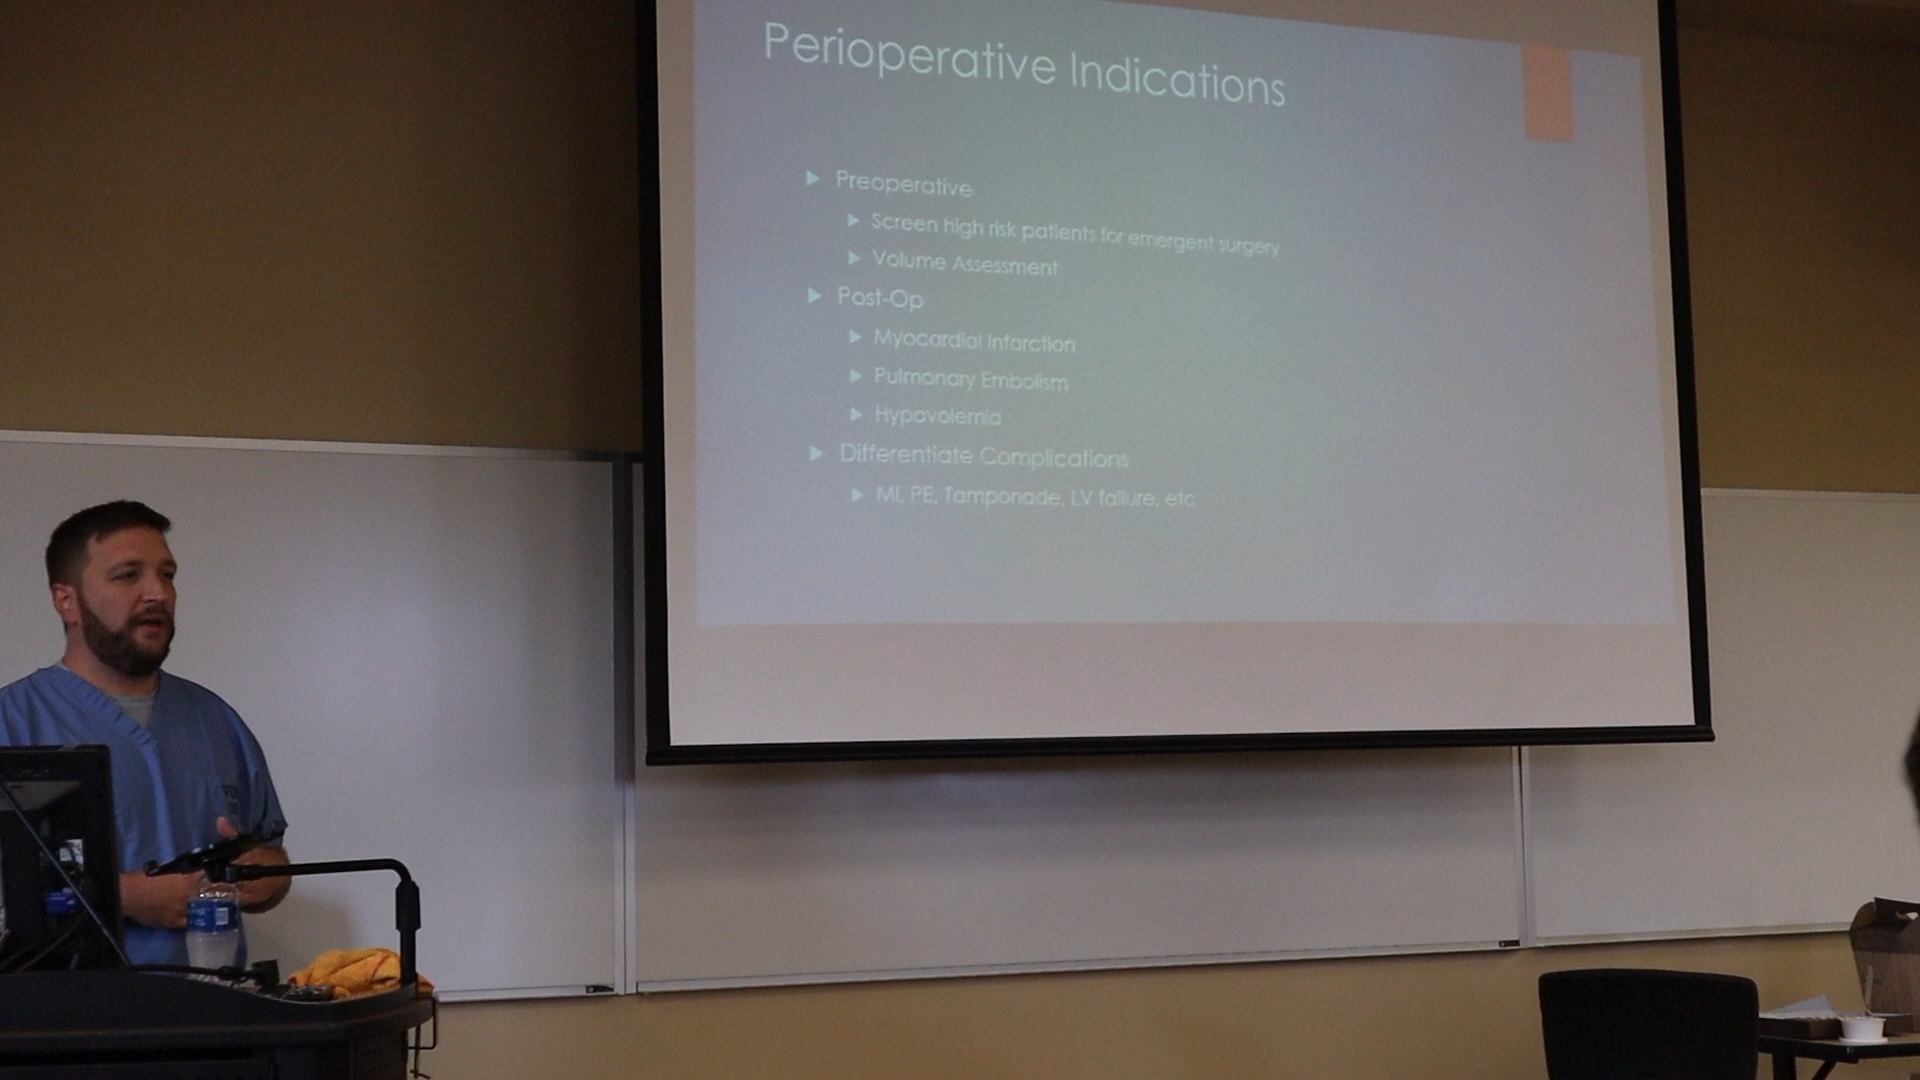 Perioperative Indications
Preoperative
Screen high risk patients for emergent surgery
Volume Assessment
Post-Op
Myocardial Infarction
Pulmonary Embolism
Hypovolemia
Differentiate Complications
MI, PE, Tamponade, LV failure, etc